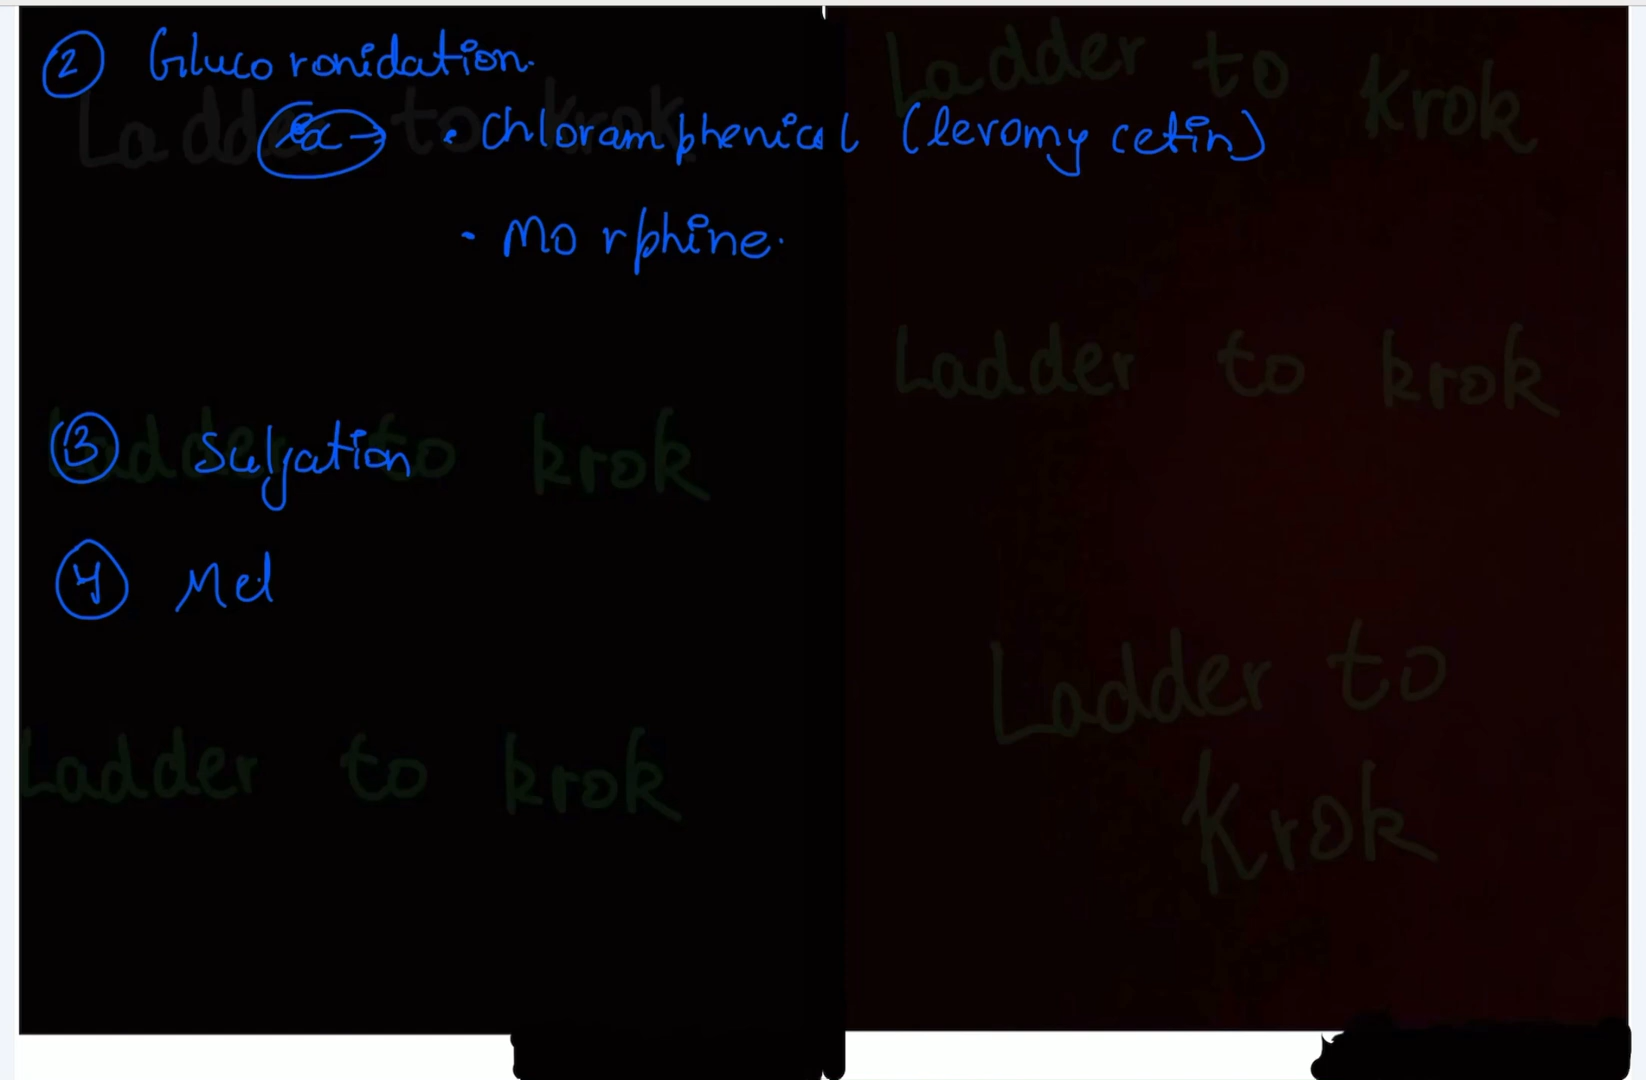 ② Glucoronidation.
Ladder to krok
Ladder to Krok
ex → • Chloramphenical (levomycetin)
• Morphine.
Ladder to krok
③ Sulfation
Ladder to krok
④ Met
Ladder to
Krok
Ladder to krok